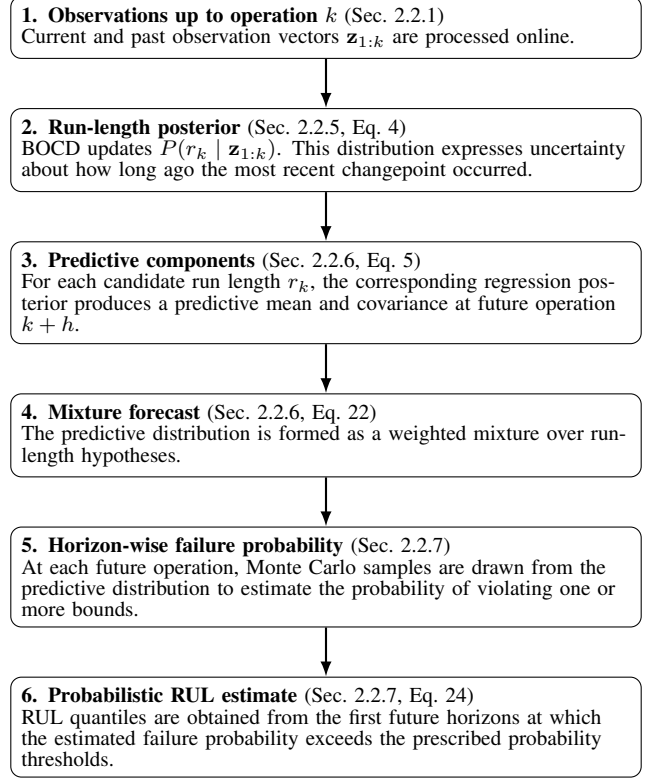 1. Observations up to operation k (Sec. 2.2.1)
Current and past observation vectors z₁:ₖ are processed online.
2. Run-length posterior (Sec. 2.2.5, Eq. 4)
BOCD updates P(rₖ | z₁:ₖ). This distribution expresses uncertainty
about how long ago the most recent changepoint occurred.
3. Predictive components (Sec. 2.2.6, Eq. 5)
For each candidate run length rₖ, the corresponding regression pos-
terior produces a predictive mean and covariance at future operation
k + h.
4. Mixture forecast (Sec. 2.2.6, Eq. 22)
The predictive distribution is formed as a weighted mixture over run-
length hypotheses.
5. Horizon-wise failure probability (Sec. 2.2.7)
At each future operation, Monte Carlo samples are drawn from the
predictive distribution to estimate the probability of violating one or
more bounds.
6. Probabilistic RUL estimate (Sec. 2.2.7, Eq. 24)
RUL quantiles are obtained from the first future horizons at which
the estimated failure probability exceeds the prescribed probability
thresholds.